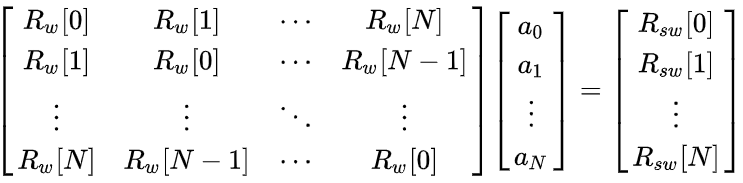 R_w[0] R_w[1] ⋯ R_w[N] a_0 R_sw[0]
R_w[1] R_w[0] ⋯ R_w[N − 1] a_1 = R_sw[1]
⋮ ⋮ ⋱ ⋮ ⋮ ⋮
R_w[N] R_w[N − 1] ⋯ R_w[0] a_N R_sw[N]